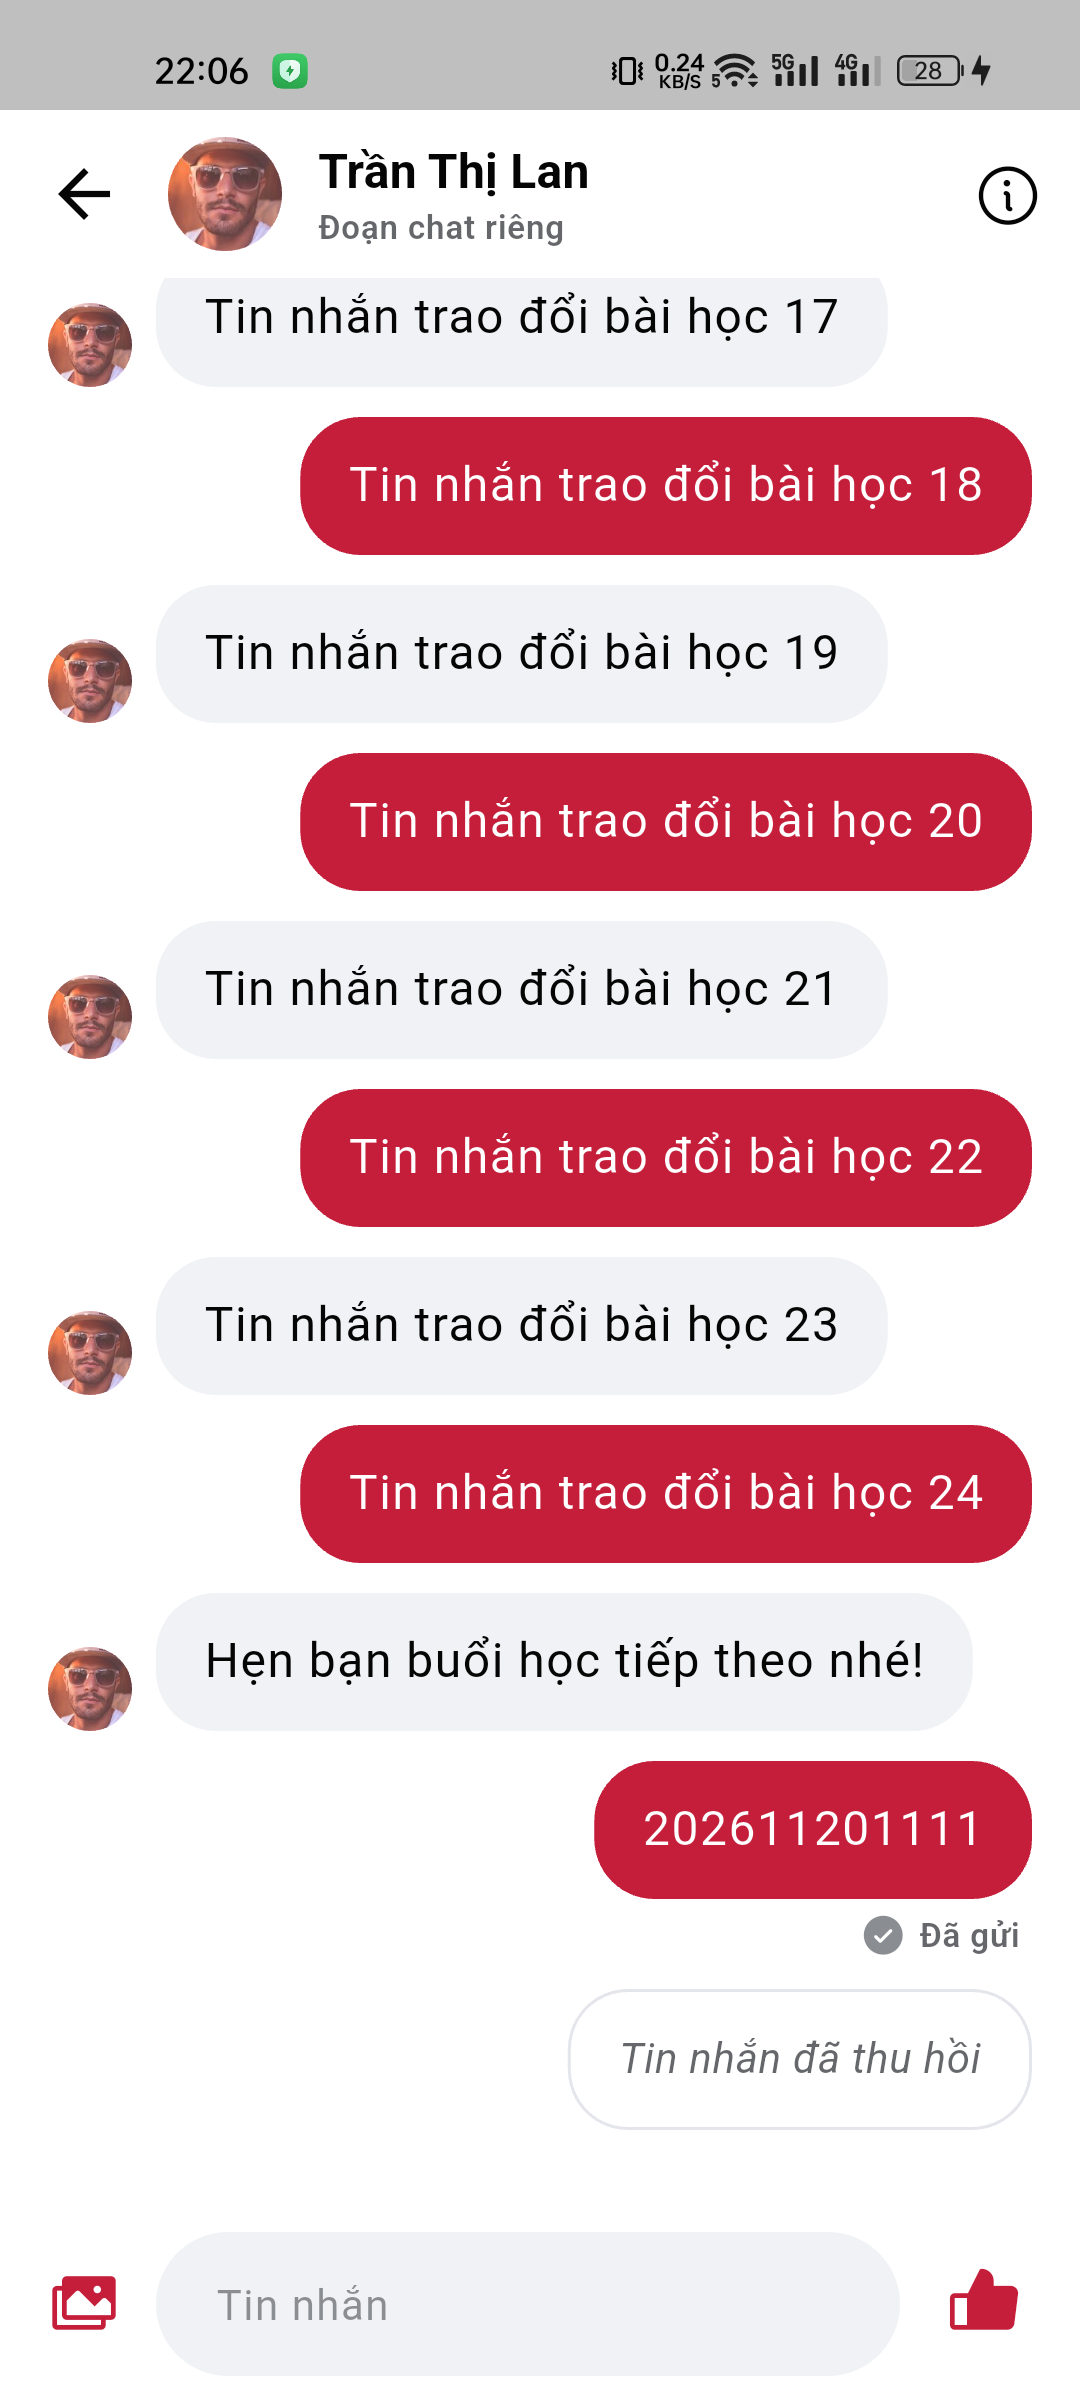 22:06
0.24 KB/S 5 5G 4G 28
Trần Thị Lan
Đoạn chat riêng
Tin nhắn trao đổi bài học 17
Tin nhắn trao đổi bài học 18
Tin nhắn trao đổi bài học 19
Tin nhắn trao đổi bài học 20
Tin nhắn trao đổi bài học 21
Tin nhắn trao đổi bài học 22
Tin nhắn trao đổi bài học 23
Tin nhắn trao đổi bài học 24
Hẹn bạn buổi học tiếp theo nhé!
202611201111
Đã gửi
Tin nhắn đã thu hồi
Tin nhắn